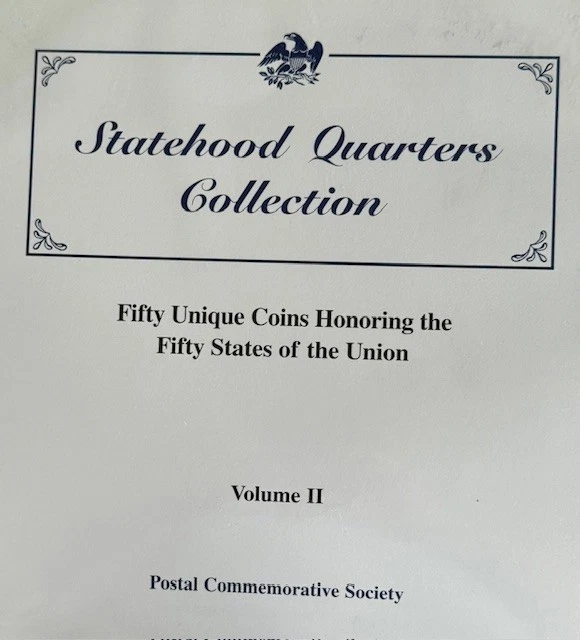 Statehood Quarters
Collection
Fifty Unique Coins Honoring the
Fifty States of the Union
Volume II
Postal Commemorative Society